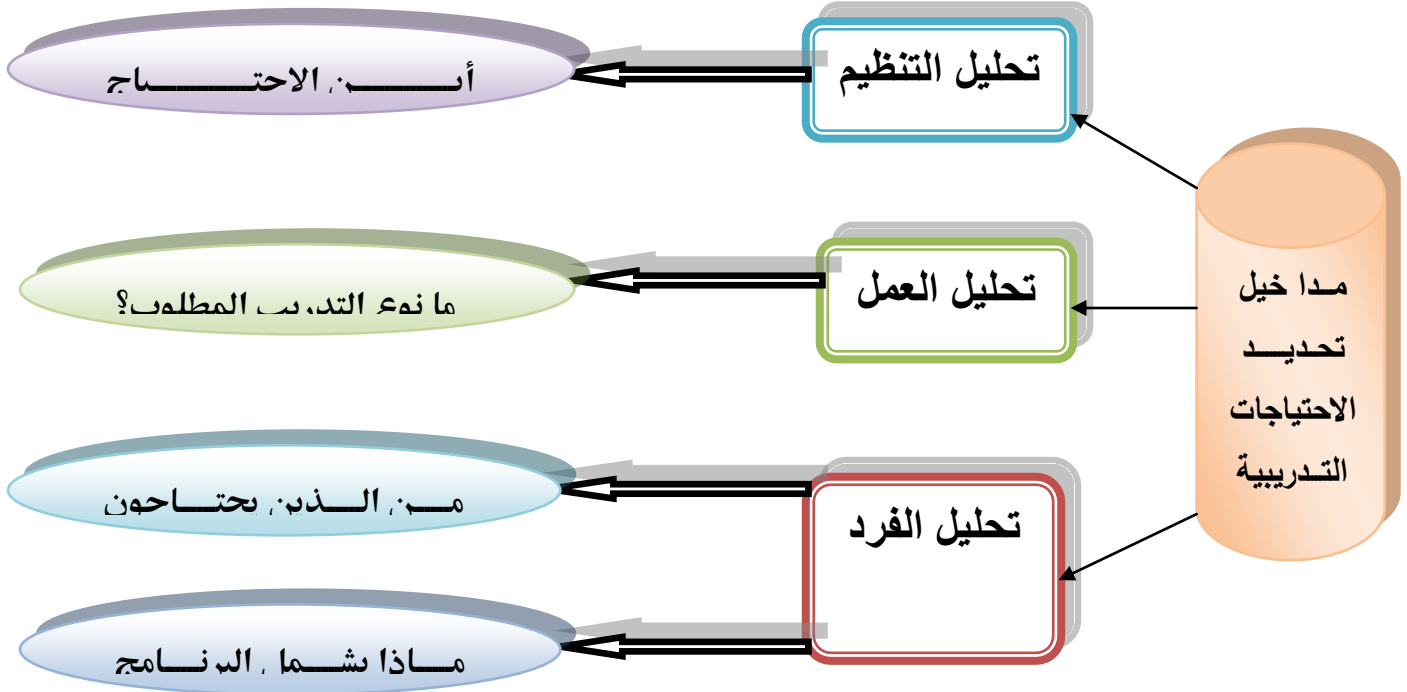 مدا خيل
تحديد
الاحتياجات
التدريبية
تحليل التنظيم
أين الاحتياج
تحليل العمل
ما نوع التدريب المطلوب؟
تحليل الفرد
من الذين يحتاجون
ماذا يشمل البرنامج